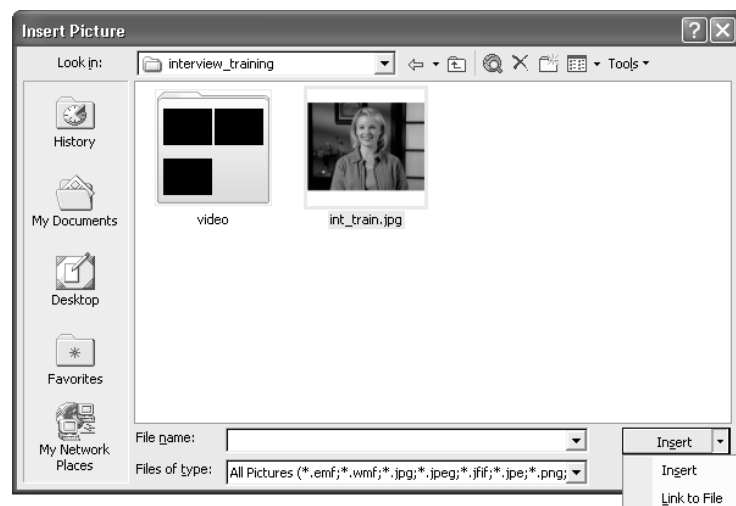 Insert Picture
Look in:
interview_training
Tools
History
My Documents
Desktop
Favorites
My Network
Places
video
int_train.jpg
File name:
Insert
Files of type:
All Pictures (*.emf;*.wmf;*.jpg;*.jpeg;*.jfif;*.jpe;*.png;
Insert
Link to File